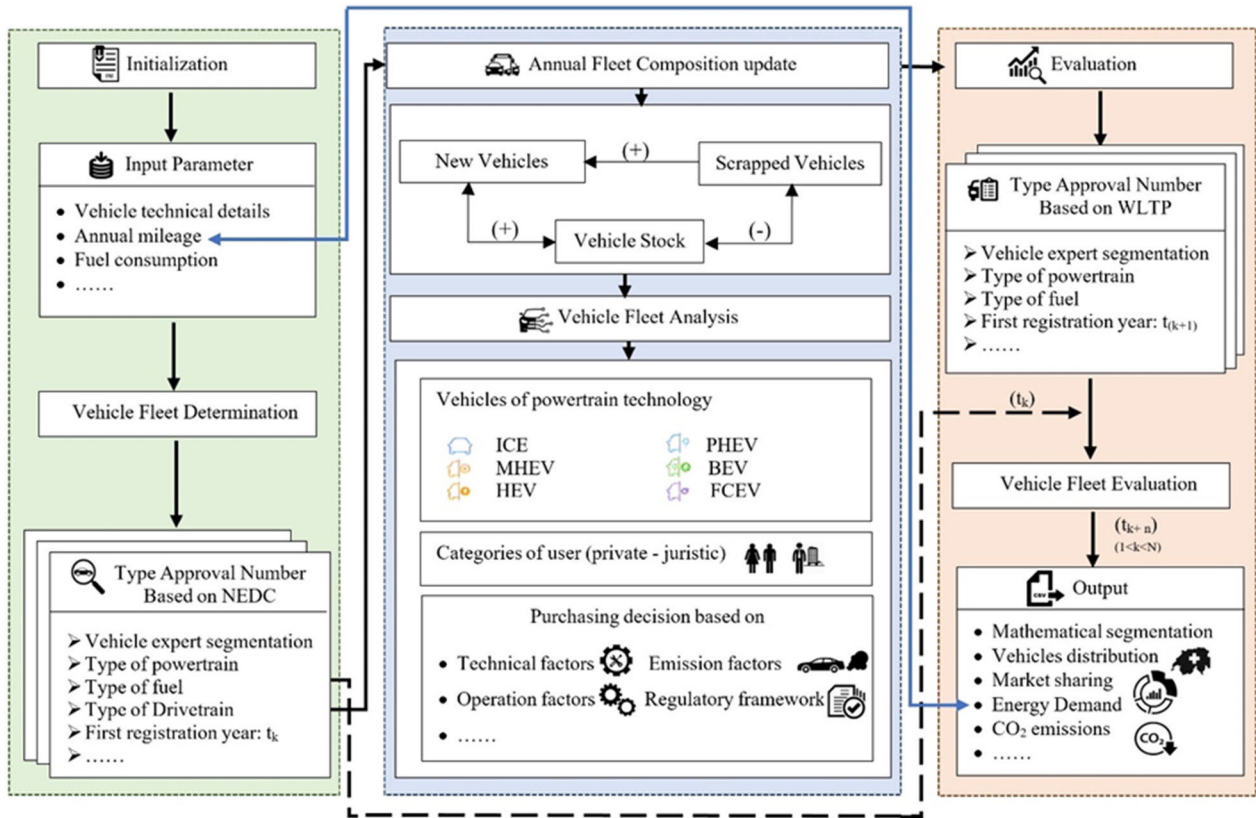 Initialization
Input Parameter
• Vehicle technical details
• Annual mileage
• Fuel consumption
• ......
Vehicle Fleet Determination
Type Approval Number
Based on NEDC
➢ Vehicle expert segmentation
➢ Type of powertrain
➢ Type of fuel
➢ Type of Drivetrain
➢ First registration year: tk
➢ ......
Annual Fleet Composition update
New Vehicles
(+)
Scrapped Vehicles
(+)
Vehicle Stock
(-)
Vehicle Fleet Analysis
Vehicles of powertrain technology
ICE
PHEV
MHEV
BEV
HEV
FCEV
Categories of user (private - juristic)
Purchasing decision based on
• Technical factors
Emission factors
• Operation factors
Regulatory framework
• ......
Evaluation
Type Approval Number
Based on WLTP
➢ Vehicle expert segmentation
➢ Type of powertrain
➢ Type of fuel
➢ First registration year: t(k+1)
➢ ......
(tk)
Vehicle Fleet Evaluation
(tk+ n)
(1<k<N)
CSV
Output
• Mathematical segmentation
• Vehicles distribution
• Market sharing
• Energy Demand
• CO2 emissions
CO2
• ......